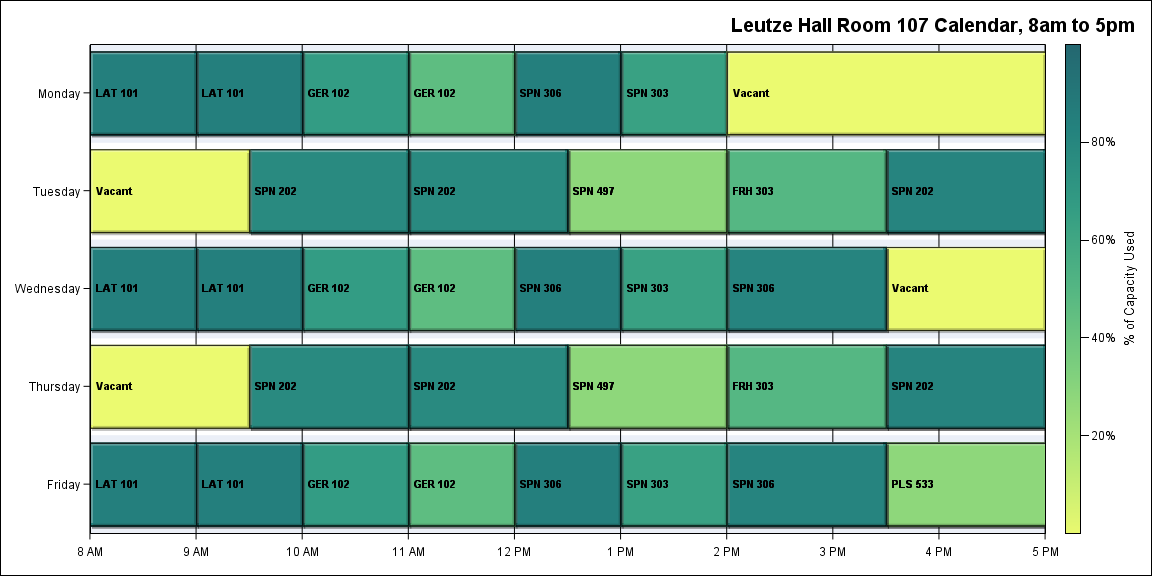 Leutze Hall Room 107 Calendar, 8am to 5pm
Monday
LAT 101
LAT 101
GER 102
GER 102
SPN 306
SPN 303
Vacant
Tuesday
Vacant
SPN 202
SPN 202
SPN 497
FRH 303
SPN 202
Wednesday
LAT 101
LAT 101
GER 102
GER 102
SPN 306
SPN 303
SPN 306
Vacant
Thursday
Vacant
SPN 202
SPN 202
SPN 497
FRH 303
SPN 202
Friday
LAT 101
LAT 101
GER 102
GER 102
SPN 306
SPN 303
SPN 306
PLS 533
8 AM
9 AM
10 AM
11 AM
12 PM
1 PM
2 PM
3 PM
4 PM
5 PM
80%
60%
40%
20%
% of Capacity Used